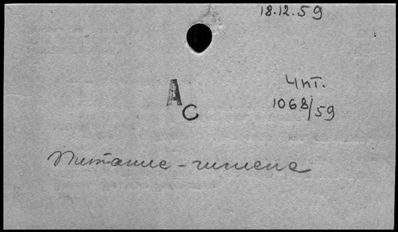 18.12.59
Чит.
1068/59
А
С
Питание - гигиена